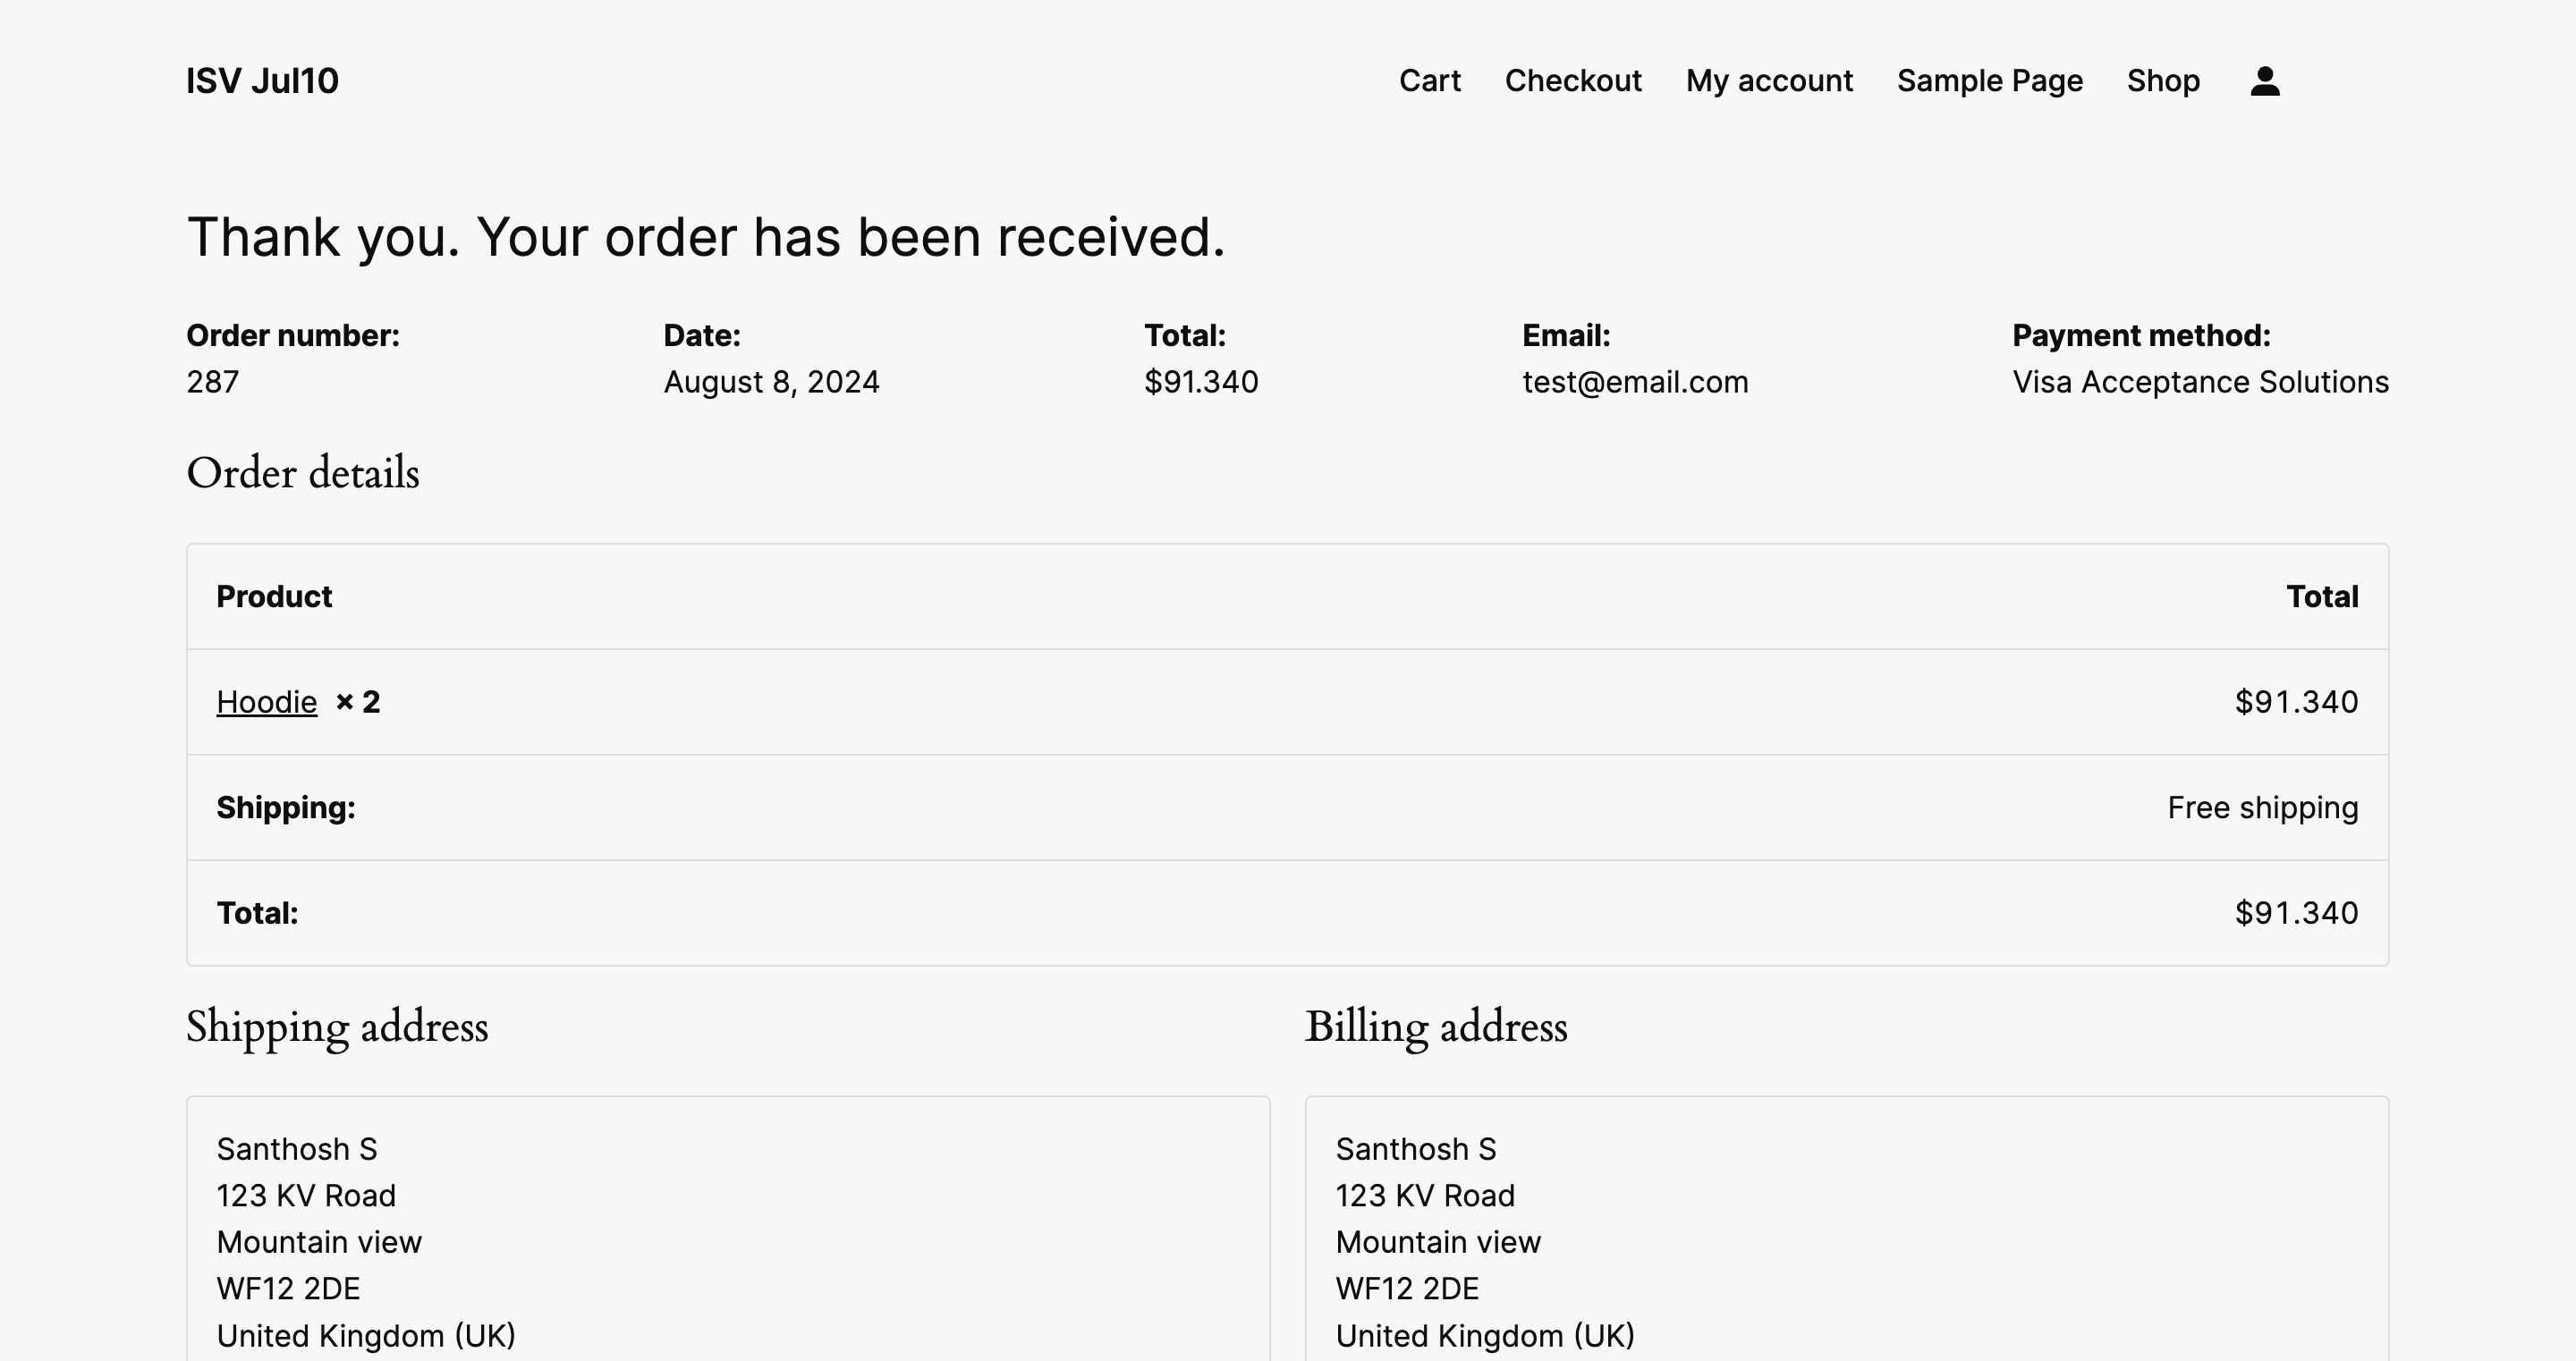 ISV Jul10
Cart Checkout My account Sample Page Shop
Thank you. Your order has been received.
Order number: Date: Total: Email: Payment method:
287 August 8, 2024 $91.340 test@email.com Visa Acceptance Solutions
Order details
Product Total
Hoodie × 2 $91.340
Shipping: Free shipping
Total: $91.340
Shipping address
Santhosh S
123 KV Road
Mountain view
WF12 2DE
United Kingdom (UK)
Billing address
Santhosh S
123 KV Road
Mountain view
WF12 2DE
United Kingdom (UK)